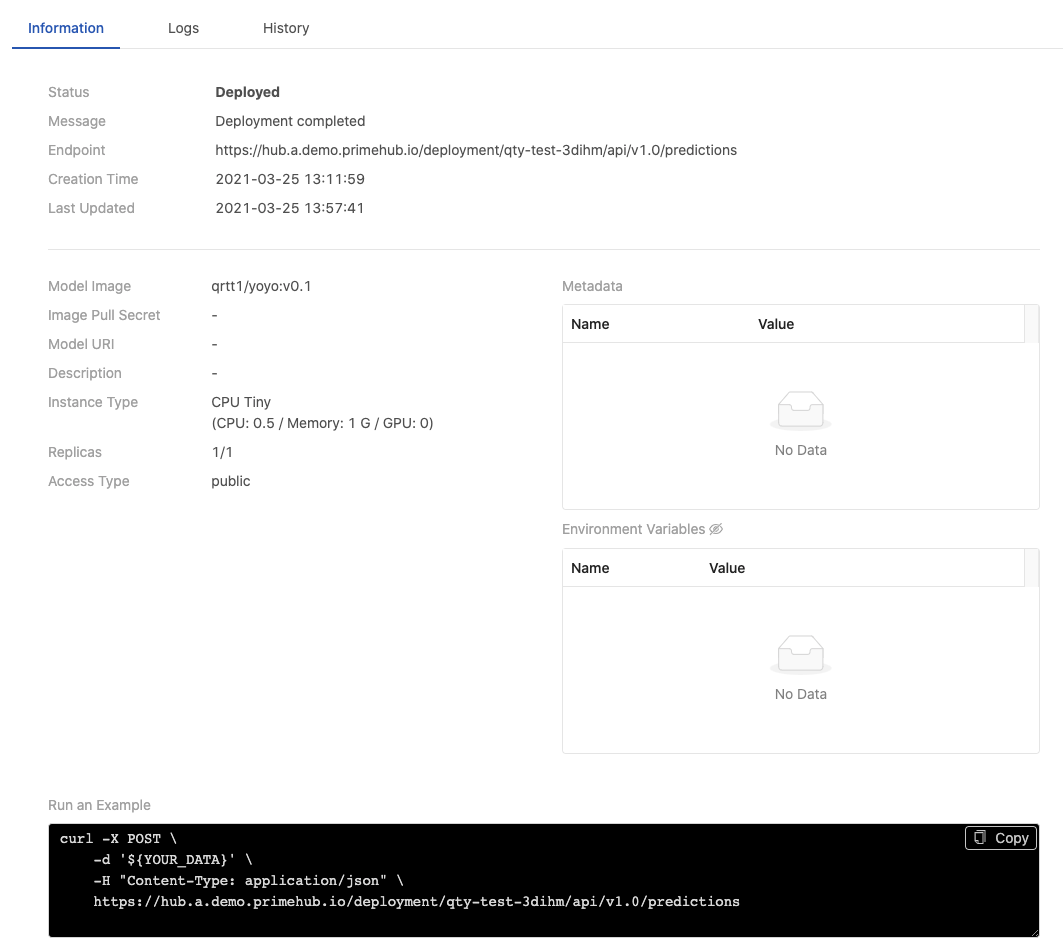 Information Logs History
Status Deployed
Message Deployment completed
Endpoint https://hub.a.demo.primehub.io/deployment/qty-test-3dihm/api/v1.0/predictions
Creation Time 2021-03-25 13:11:59
Last Updated 2021-03-25 13:57:41
Model Image qrtt1/yoyo:v0.1
Image Pull Secret -
Model URI -
Description -
Instance Type CPU Tiny
(CPU: 0.5 / Memory: 1 G / GPU: 0)
Replicas 1/1
Access Type public
Metadata
Name Value
No Data
Environment Variables
Name Value
No Data
Run an Example
curl -X POST \
Copy
-d '${YOUR_DATA}' \
-H "Content-Type: application/json" \
https://hub.a.demo.primehub.io/deployment/qty-test-3dihm/api/v1.0/predictions